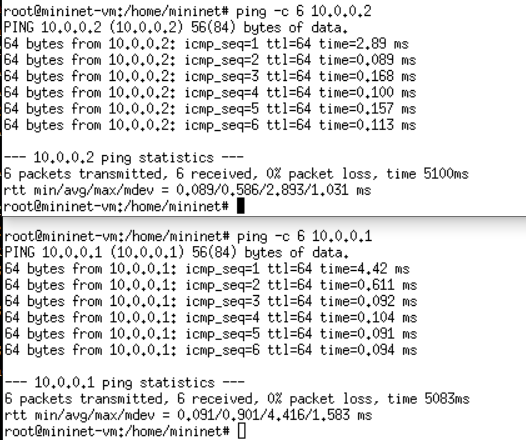 root@mininet-vm:/home/mininet# ping -c 6 10.0.0.2
PING 10.0.0.2 (10.0.0.2) 56(84) bytes of data.
64 bytes from 10.0.0.2: icmp_seq=1 ttl=64 time=2.89 ms
64 bytes from 10.0.0.2: icmp_seq=2 ttl=64 time=0.089 ms
64 bytes from 10.0.0.2: icmp_seq=3 ttl=64 time=0.168 ms
64 bytes from 10.0.0.2: icmp_seq=4 ttl=64 time=0.100 ms
64 bytes from 10.0.0.2: icmp_seq=5 ttl=64 time=0.157 ms
64 bytes from 10.0.0.2: icmp_seq=6 ttl=64 time=0.113 ms

--- 10.0.0.2 ping statistics ---
6 packets transmitted, 6 received, 0% packet loss, time 5100ms
rtt min/avg/max/mdev = 0.089/0.586/2.893/1.031 ms
root@mininet-vm:/home/mininet#
root@mininet-vm:/home/mininet# ping -c 6 10.0.0.1
PING 10.0.0.1 (10.0.0.1) 56(84) bytes of data.
64 bytes from 10.0.0.1: icmp_seq=1 ttl=64 time=4.42 ms
64 bytes from 10.0.0.1: icmp_seq=2 ttl=64 time=0.611 ms
64 bytes from 10.0.0.1: icmp_seq=3 ttl=64 time=0.092 ms
64 bytes from 10.0.0.1: icmp_seq=4 ttl=64 time=0.104 ms
64 bytes from 10.0.0.1: icmp_seq=5 ttl=64 time=0.091 ms
64 bytes from 10.0.0.1: icmp_seq=6 ttl=64 time=0.094 ms

--- 10.0.0.1 ping statistics ---
6 packets transmitted, 6 received, 0% packet loss, time 5083ms
rtt min/avg/max/mdev = 0.091/0.901/4.416/1.583 ms
root@mininet-vm:/home/mininet#